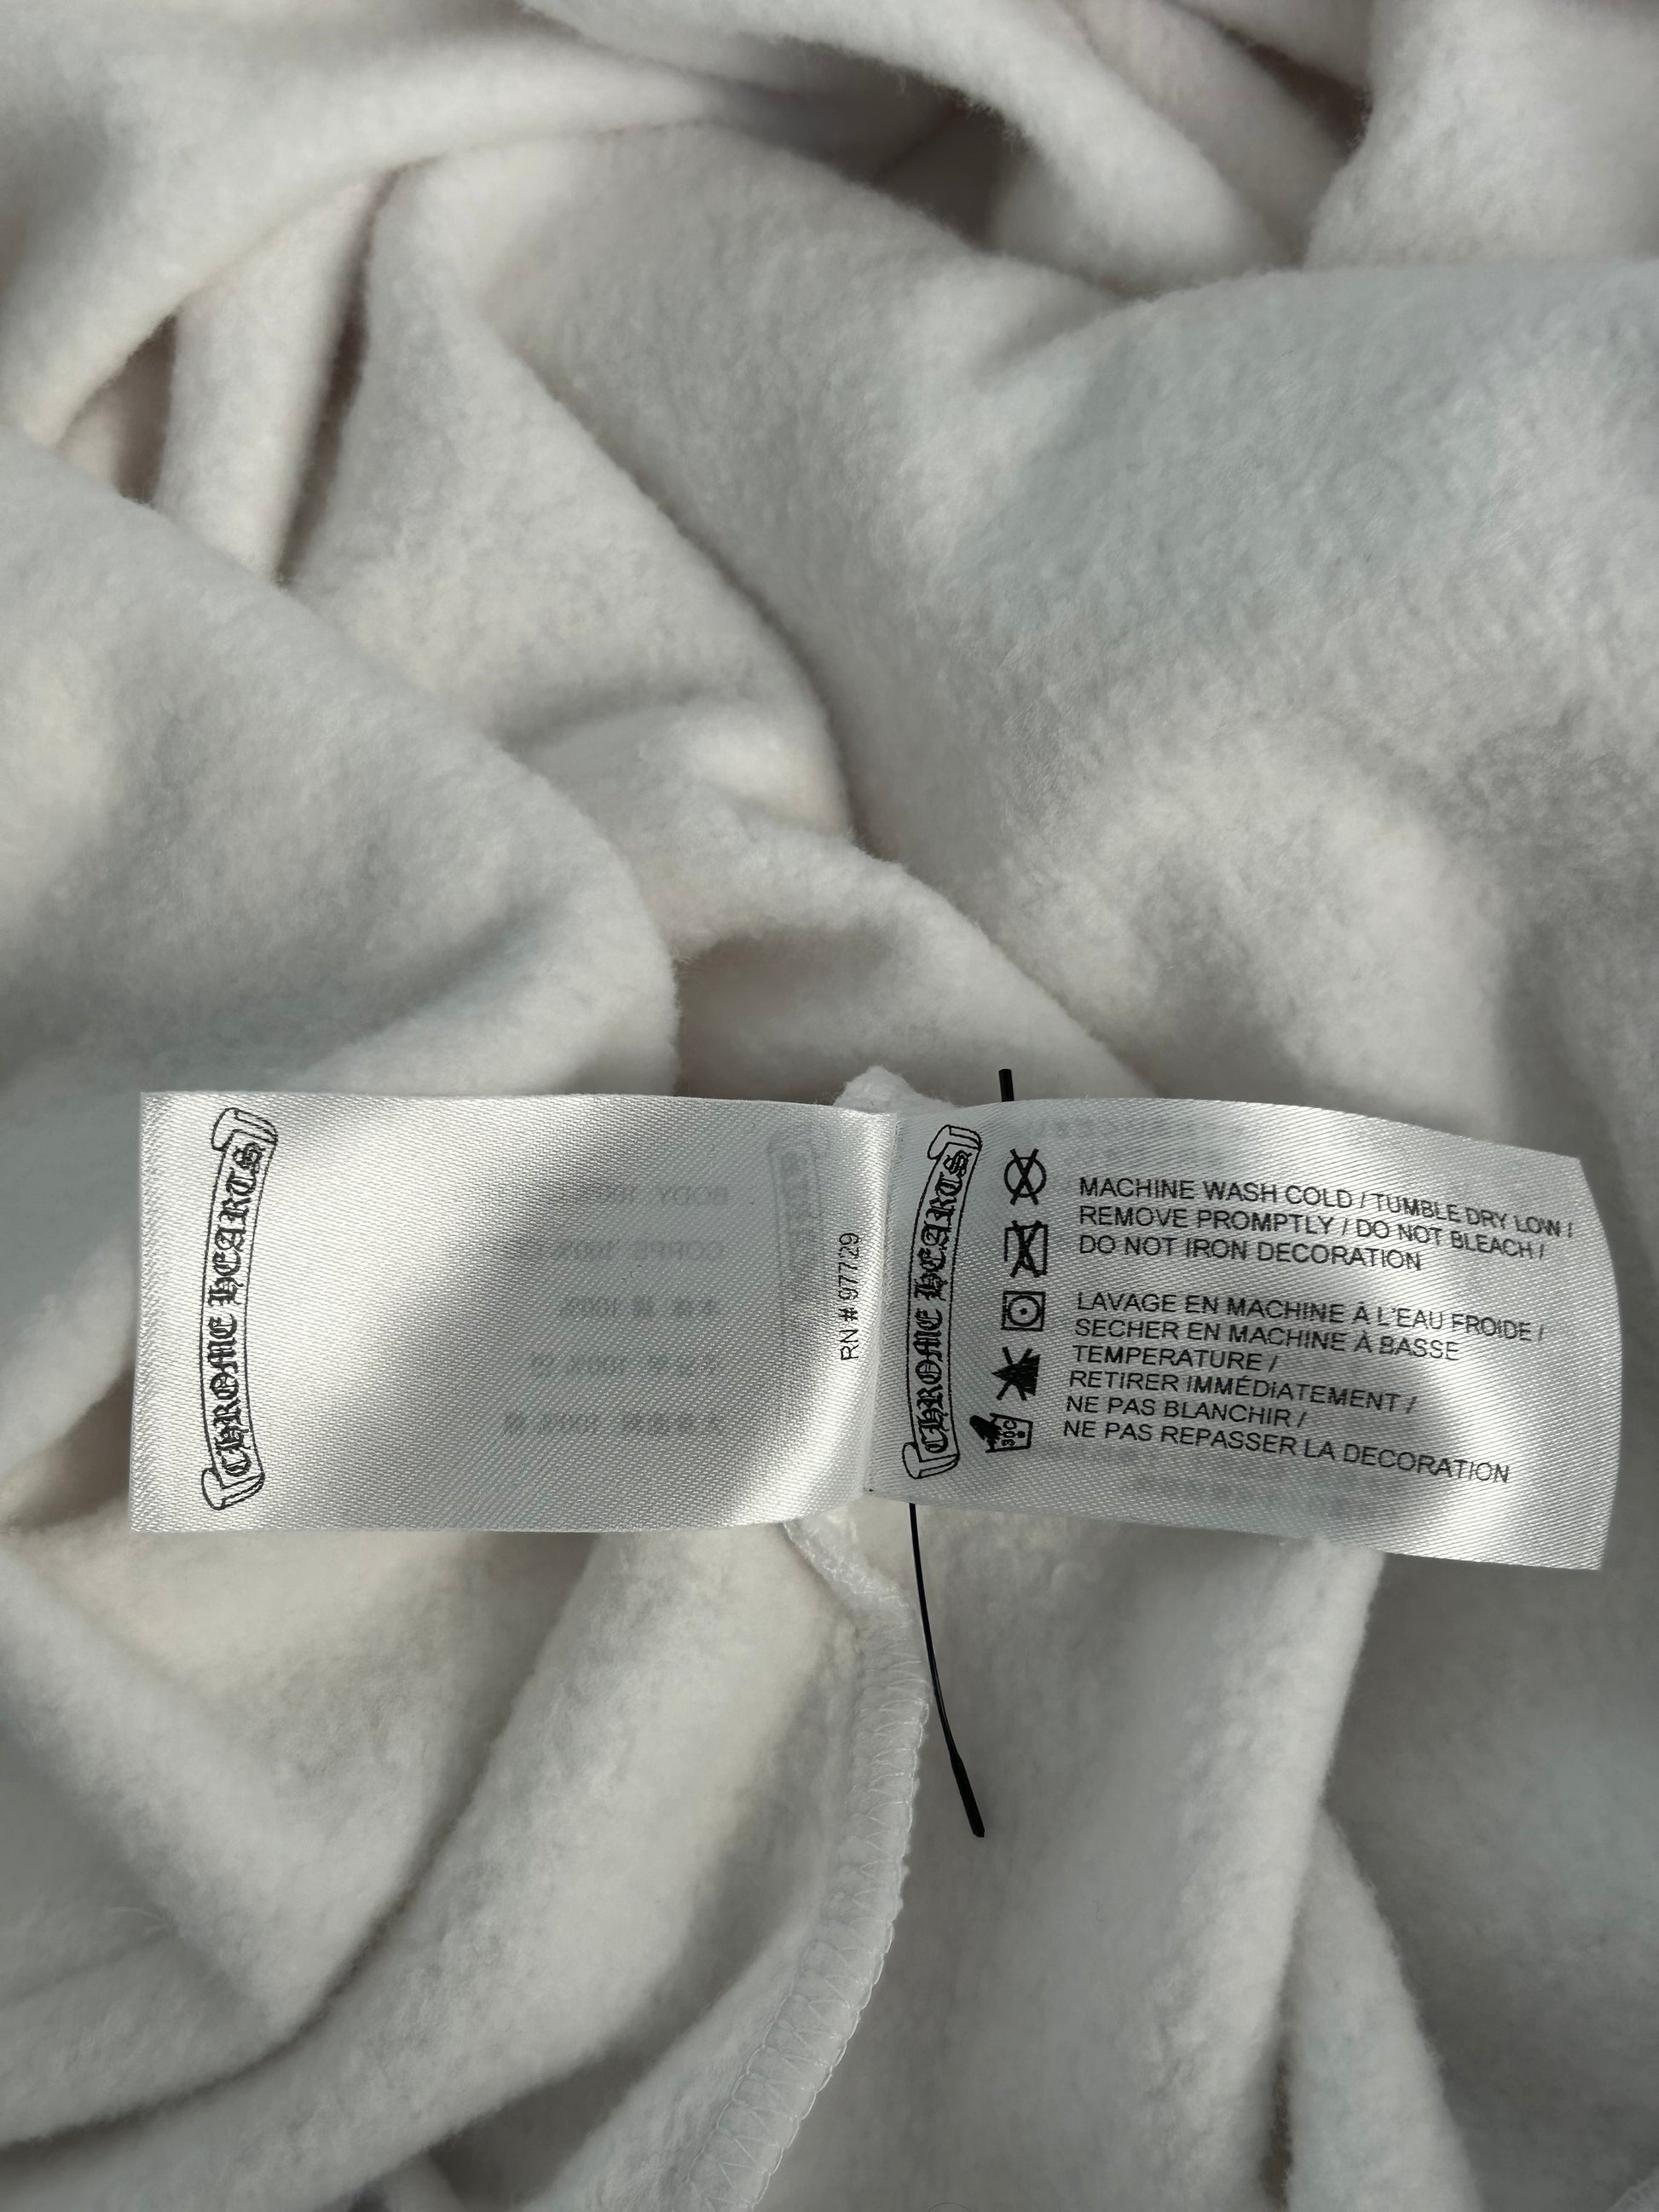 CHROME HEARTS
RN # 97729
CHROME HEARTS
MACHINE WASH COLD / TUMBLE DRY LOW /
REMOVE PROMPTLY / DO NOT BLEACH /
DO NOT IRON DECORATION
LAVAGE EN MACHINE À L'EAU FROIDE /
SECHER EN MACHINE À BASSE
TEMPERATURE /
RETIRER IMMÉDIATEMENT /
NE PAS BLANCHIR /
NE PAS REPASSER LA DECORATION
30C